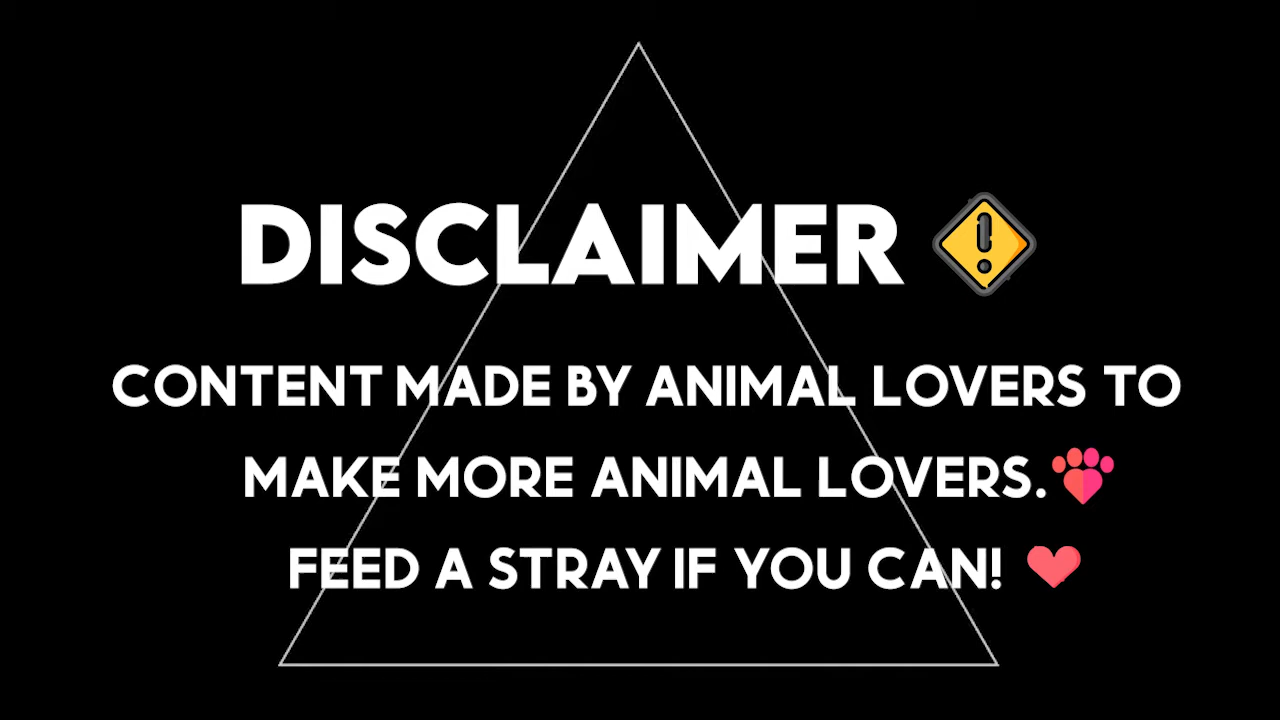 DISCLAIMER
CONTENT MADE BY ANIMAL LOVERS TO
MAKE MORE ANIMAL LOVERS.
FEED A STRAY IF YOU CAN!